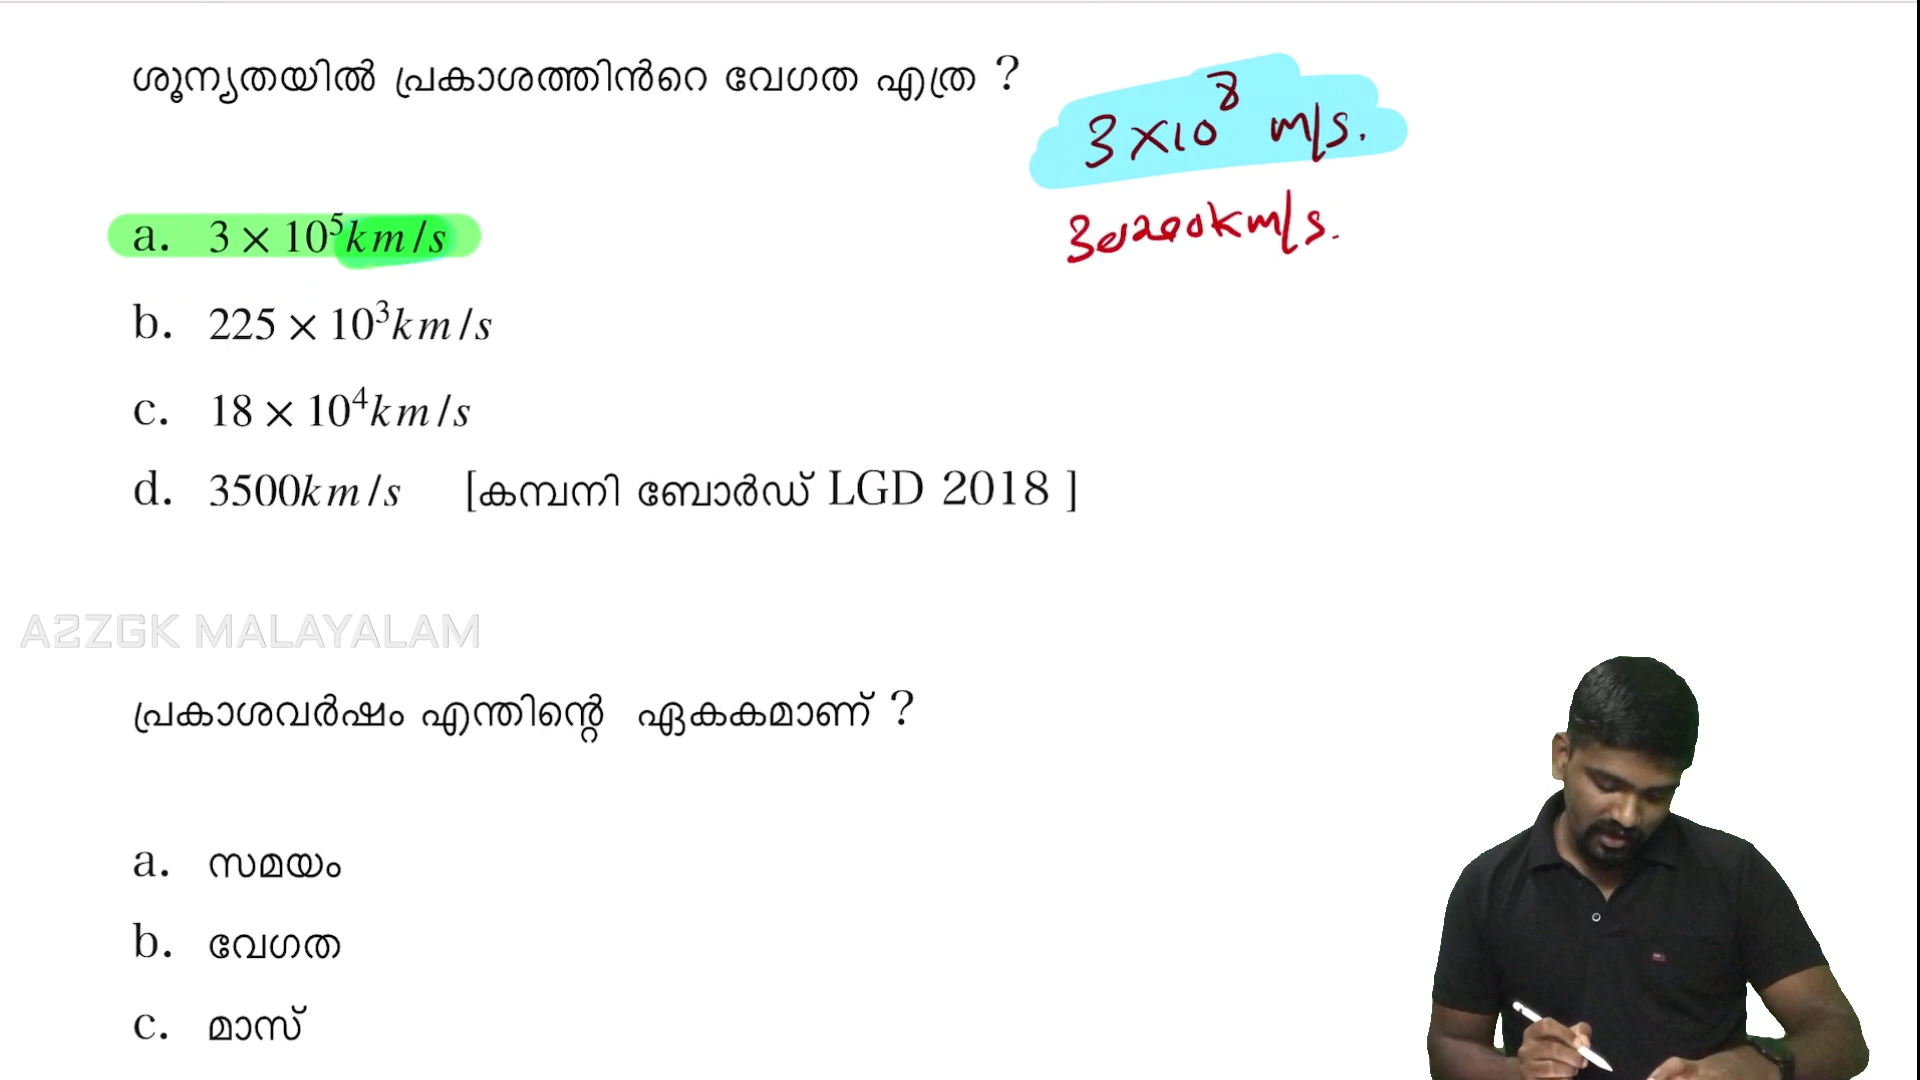 ശൂന്യതയിൽ പ്രകാശത്തിൻറെ വേഗത എത്ര ?
3 × 10⁸ m/s.
a. 3 × 10⁵km/s
km/s.
b. 225 × 10³km/s
c. 18 × 10⁴km/s
d. 3500km/s [കമ്പനി ബോർഡ് LGD 2018 ]
A2ZGK MALAYALAM
പ്രകാശവർഷം എന്തിന്റെ ഏകകമാണ് ?
a. സമയം
b. വേഗത
c. മാസ്